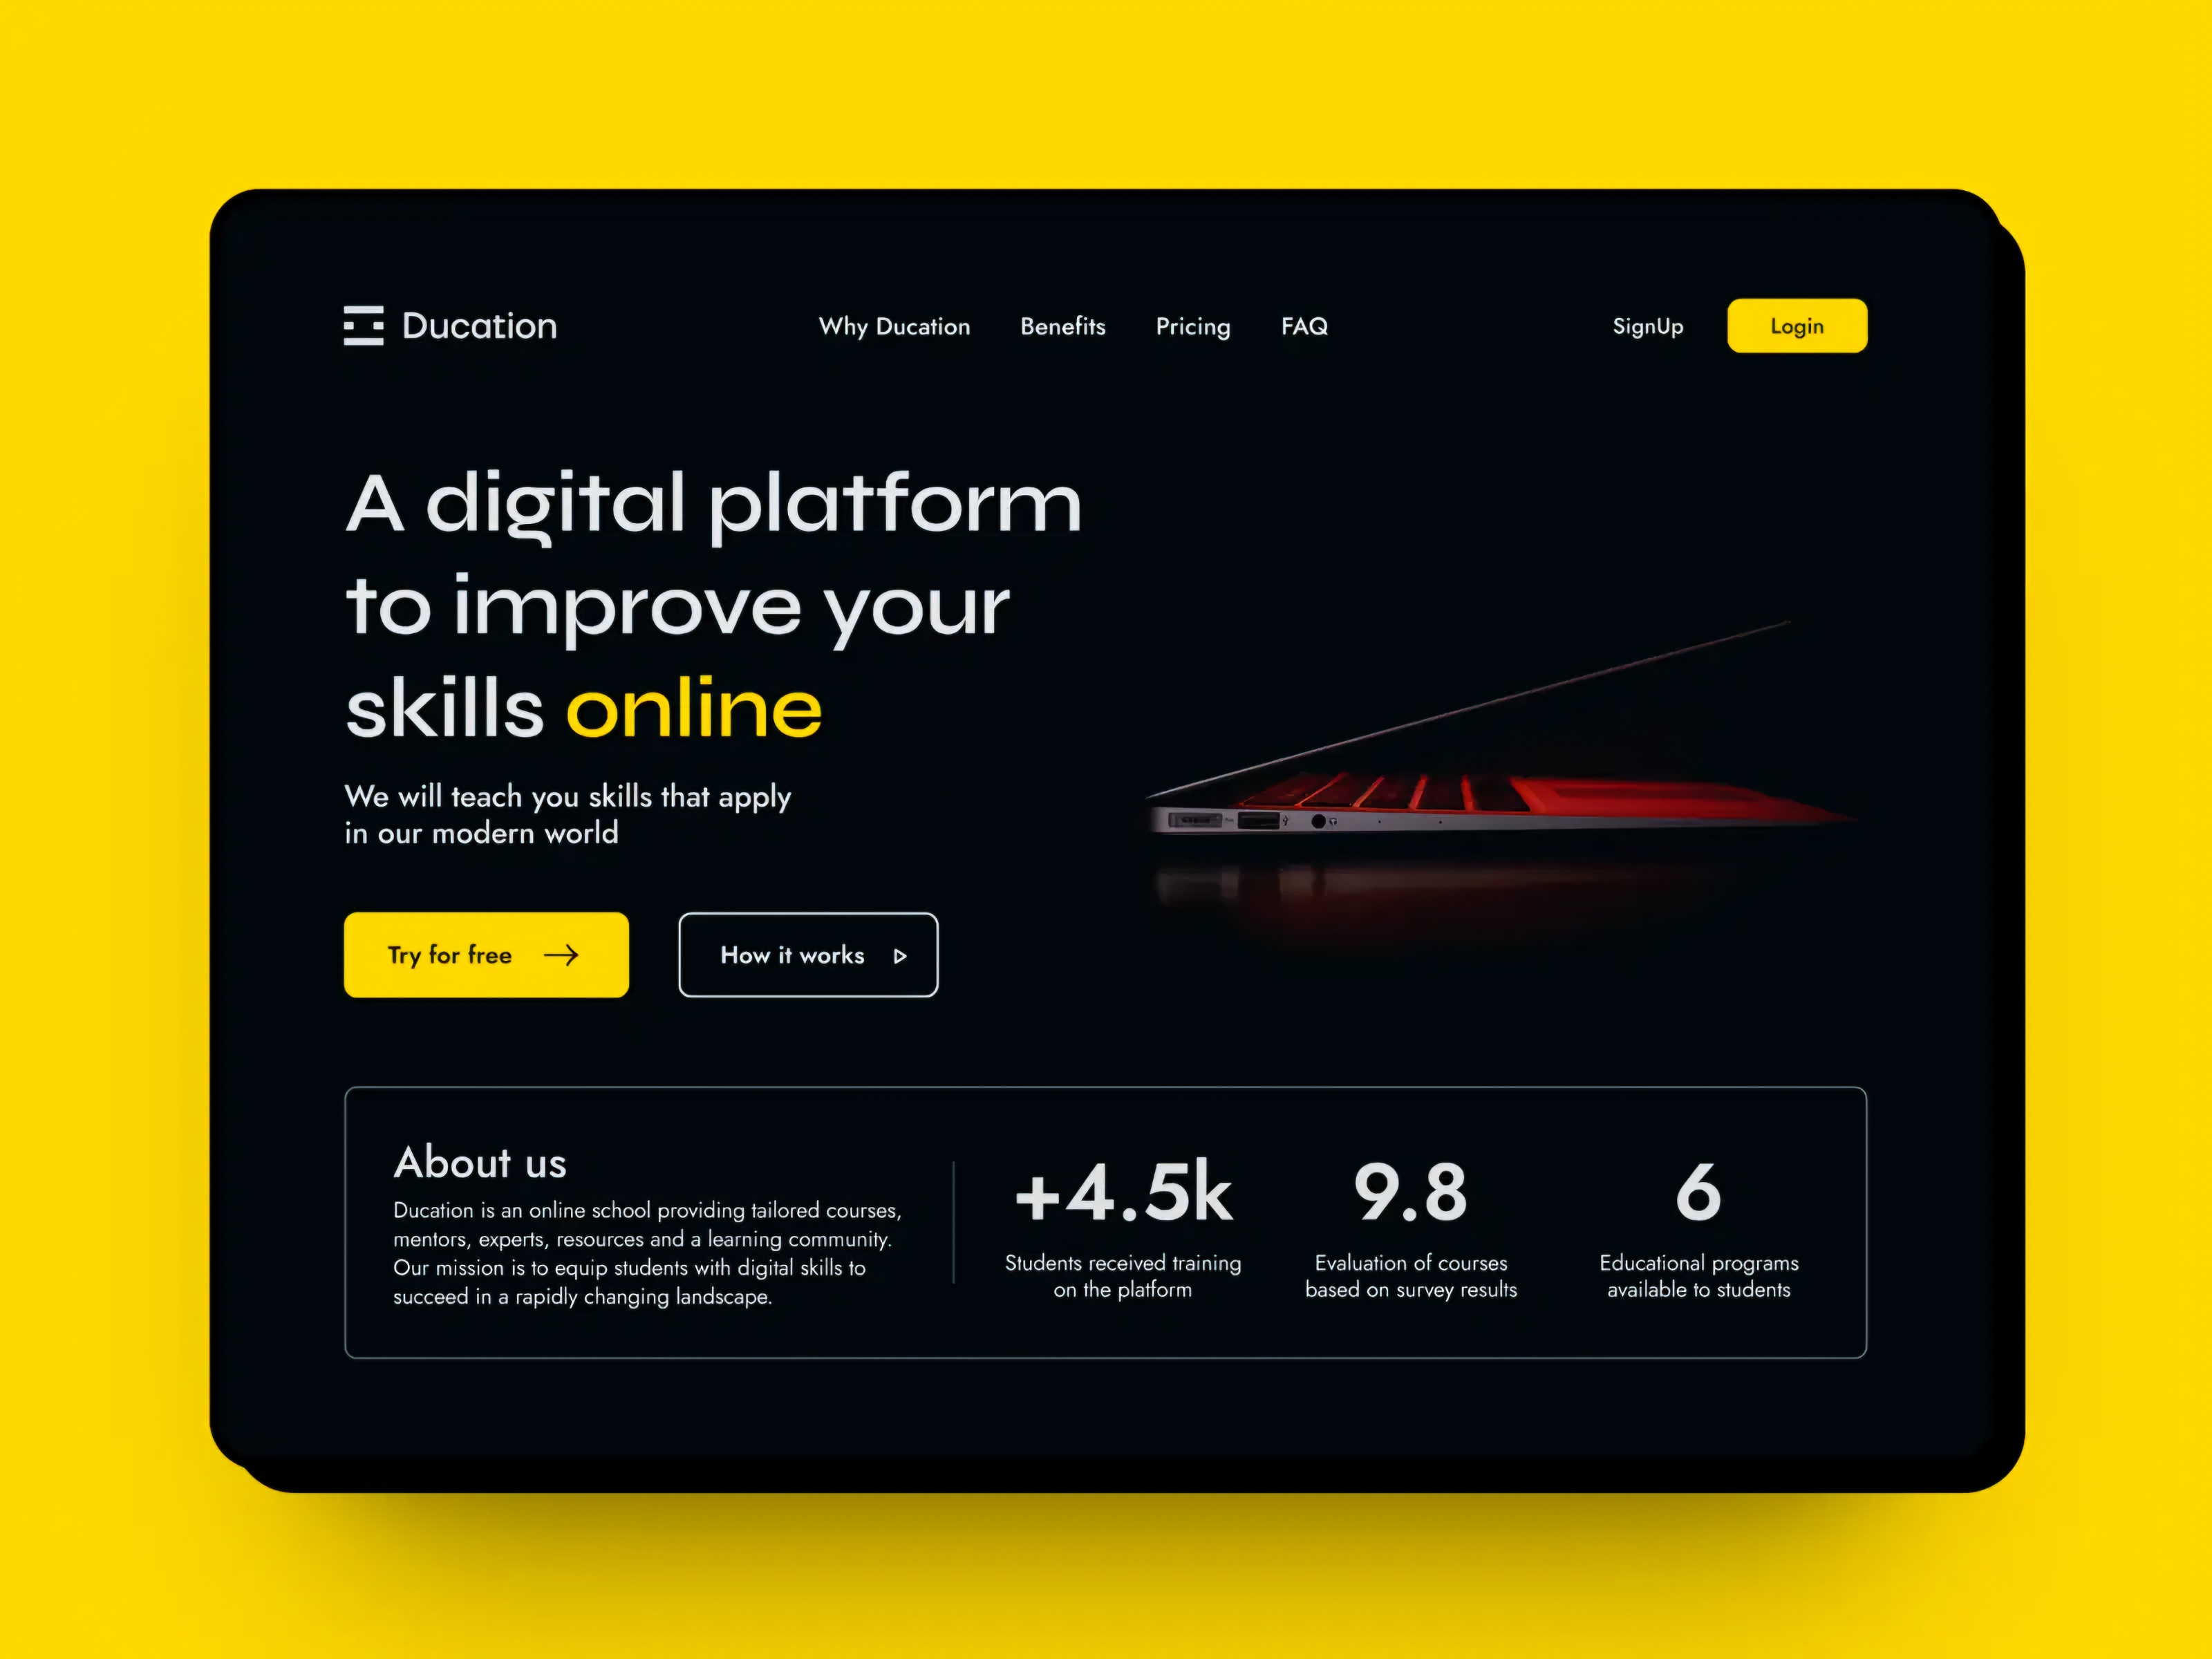 Ducation
Why Ducation
Benefits
Pricing
FAQ
SignUp
Login
A digital platform
to improve your
skills online
We will teach you skills that apply
in our modern world
Try for free
How it works
About us
Ducation is an online school providing tailored courses,
mentors, experts, resources and a learning community.
Our mission is to equip students with digital skills to
succeed in a rapidly changing landscape.
+4.5k
Students received training
on the platform
9.8
Evaluation of courses
based on survey results
6
Educational programs
available to students